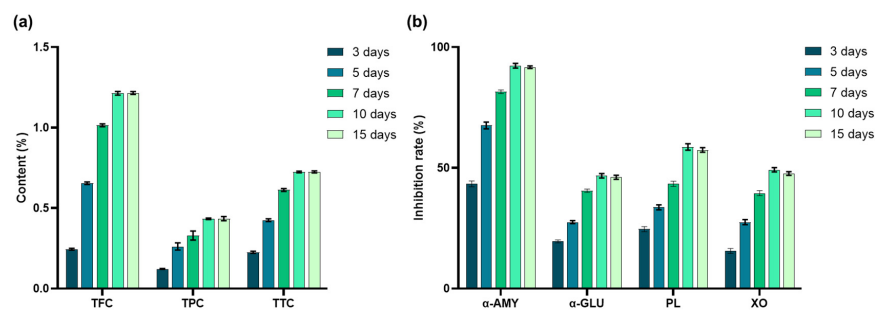 (a)
Content (%)
1.5
1.0
0.5
0.0
TFC
TPC
TTC
3 days
5 days
7 days
10 days
15 days
(b)
Inhibition rate (%)
100
50
0
α-AMY
α-GLU
PL
XO
3 days
5 days
7 days
10 days
15 days